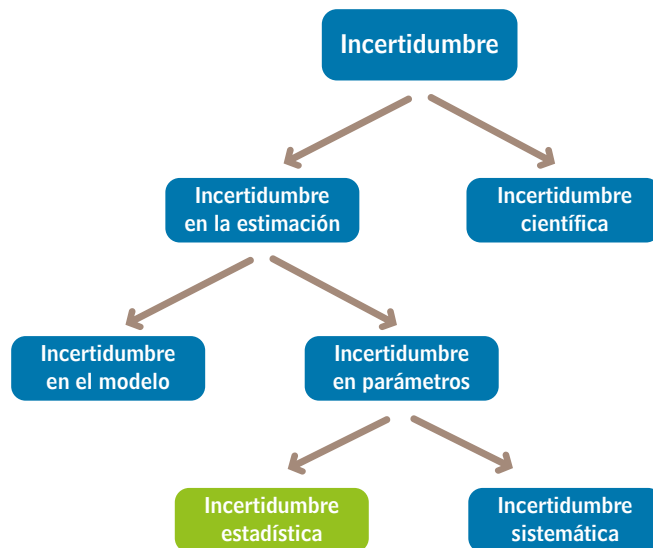 Incertidumbre
Incertidumbre
en la estimación
Incertidumbre
científica
Incertidumbre
en el modelo
Incertidumbre
en parámetros
Incertidumbre
estadística
Incertidumbre
sistemática